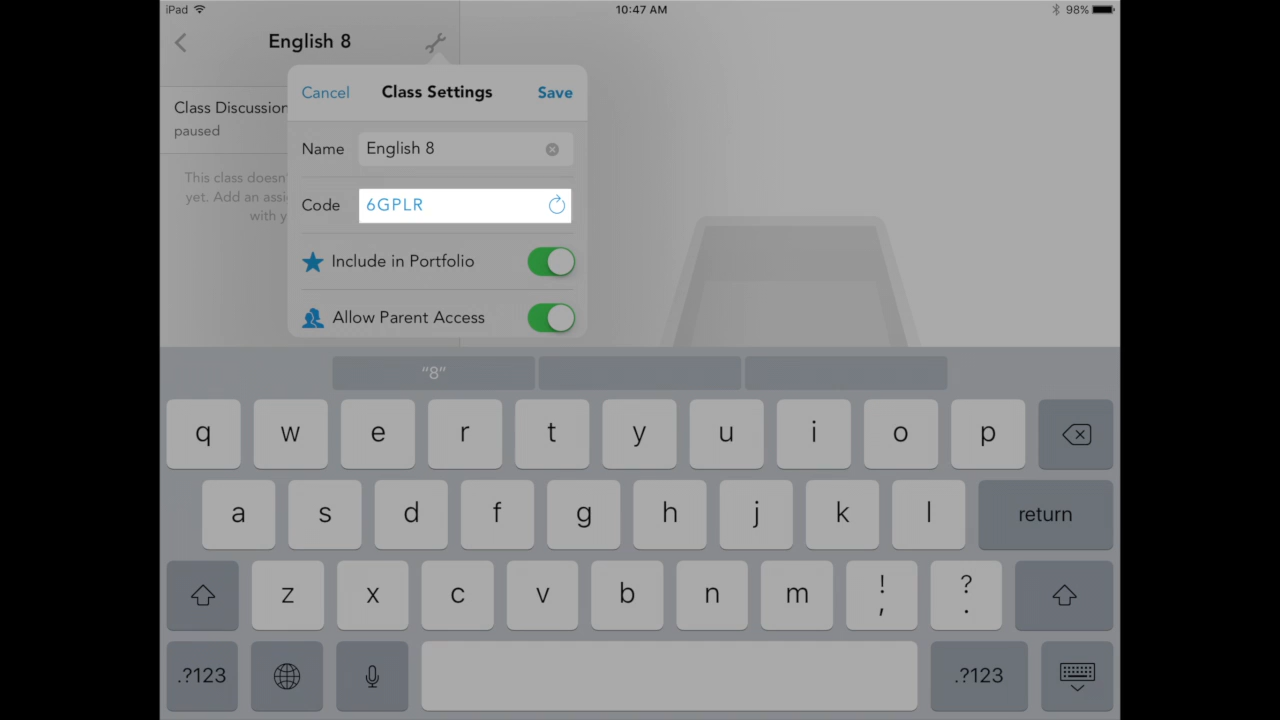 iPad 10:47 AM 98%
English 8
Class Discussion
paused
This class doesn'
yet. Add an assi
with y
Cancel Class Settings Save
Name English 8
Code 6GPLR
Include in Portfolio
Allow Parent Access
"8"
q w e r t y u i o p
a s d f g h j k l return
z x c v b n m ! , ? .
.?123 .?123